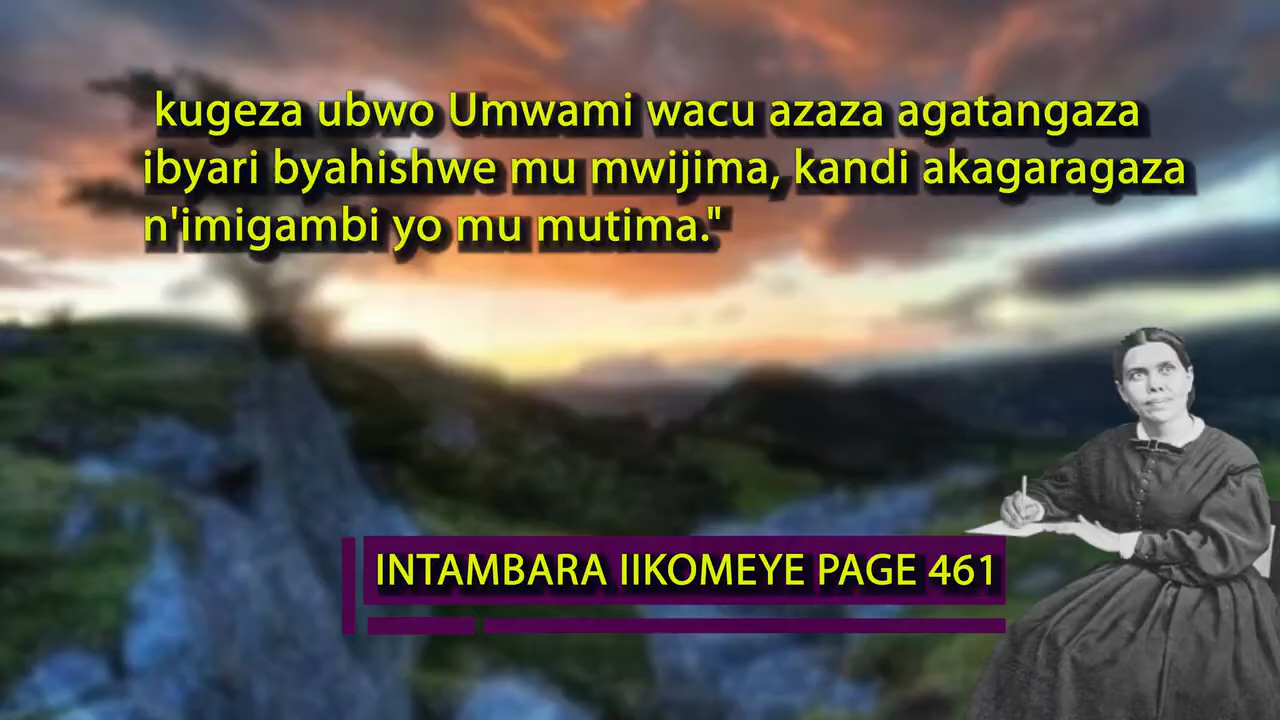 kugeza ubwo Umwami wacu azaza agatangaza
ibyari byahishwe mu mwijima, kandi akagaragaza
n'imigambi yo mu mutima."
INTAMBARA IIKOMEYE PAGE 461